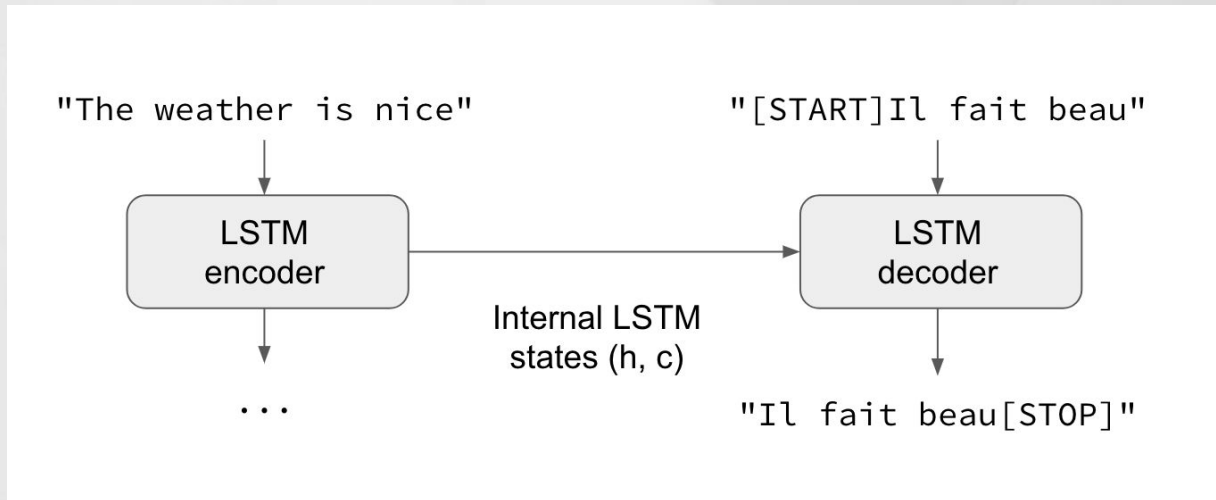 "The weather is nice"
"[START]Il fait beau"
LSTM
encoder
LSTM
decoder
Internal LSTM
states (h, c)
...
"Il fait beau[STOP]"